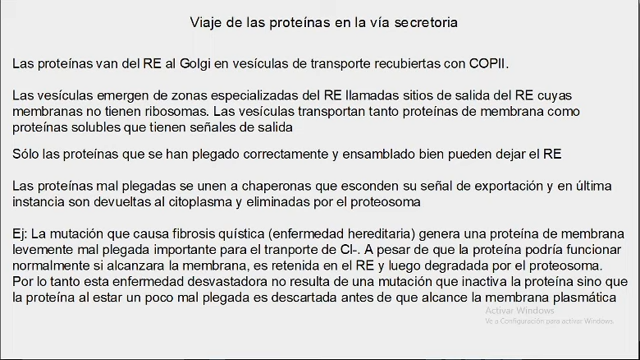 Viaje de las proteínas en la vía secretoria
Las proteínas van del RE al Golgi en vesículas de transporte recubiertas con COPII.
Las vesículas emergen de zonas especializadas del RE llamadas sitios de salida del RE cuyas
membranas no tienen ribosomas. Las vesículas transportan tanto proteínas de membrana como
proteínas solubles que tienen señales de salida
Sólo las proteínas que se han plegado correctamente y ensamblado bien pueden dejar el RE
Las proteínas mal plegadas se unen a chaperonas que esconden su señal de exportación y en última
instancia son devueltas al citoplasma y eliminadas por el proteosoma
Ej: La mutación que causa fibrosis quística (enfermedad hereditaria) genera una proteína de membrana
levemente mal plegada importante para el tranporte de Cl-. A pesar de que la proteína podría funcionar
normalmente si alcanzara la membrana, es retenida en el RE y luego degradada por el proteosoma.
Por lo tanto esta enfermedad desvastadora no resulta de una mutación que inactiva la proteína sino que
la proteína al estar un poco mal plegada es descartada antes de que alcance la membrana plasmática
Activar Windows
Ve a Configuración para activar Windows.